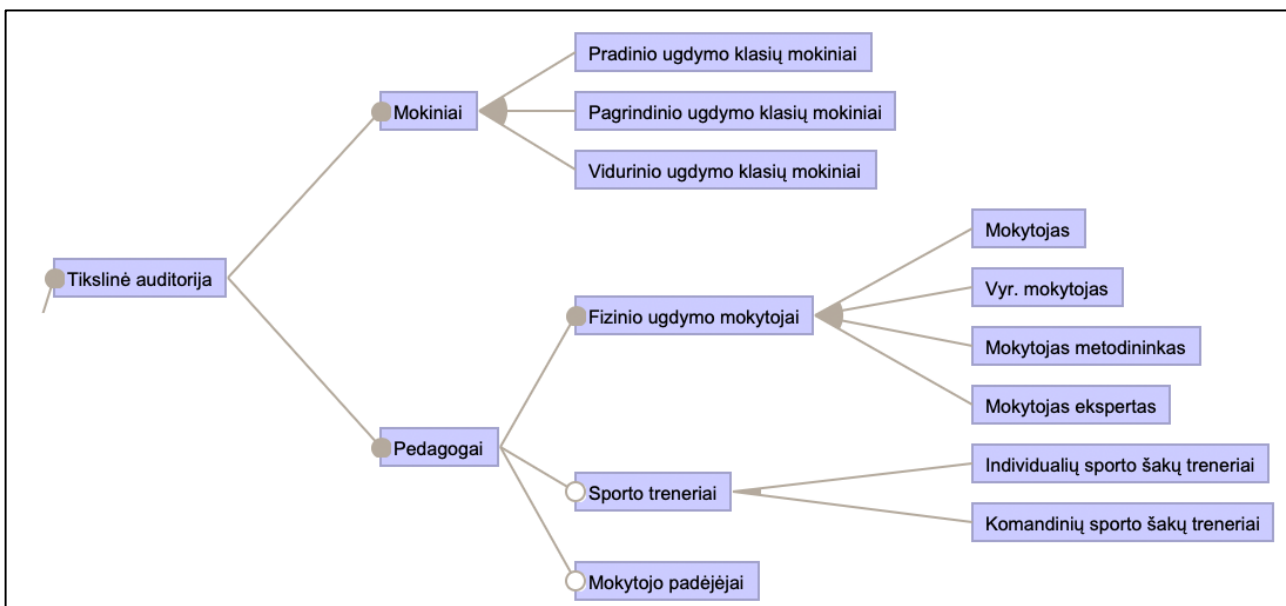 Pradinio ugdymo klasių mokiniai
Mokiniai
Pagrindinio ugdymo klasių mokiniai
Vidurinio ugdymo klasių mokiniai
Mokytojas
Tikslinė auditorija
Vyr. mokytojas
Fizinio ugdymo mokytojai
Mokytojas metodininkas
Mokytojas ekspertas
Pedagogai
Individualių sporto šakų treneriai
Sporto treneriai
Komandinių sporto šakų treneriai
Mokytojo padėjėjai